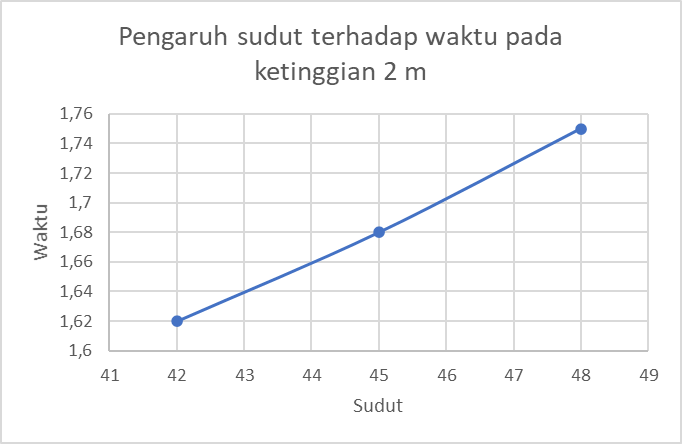 Pengaruh sudut terhadap waktu pada
ketinggian 2 m
1,76
1,74
1,72
1,7
1,68
1,66
1,64
1,62
1,6
Waktu
41 42 43 44 45 46 47 48 49
Sudut